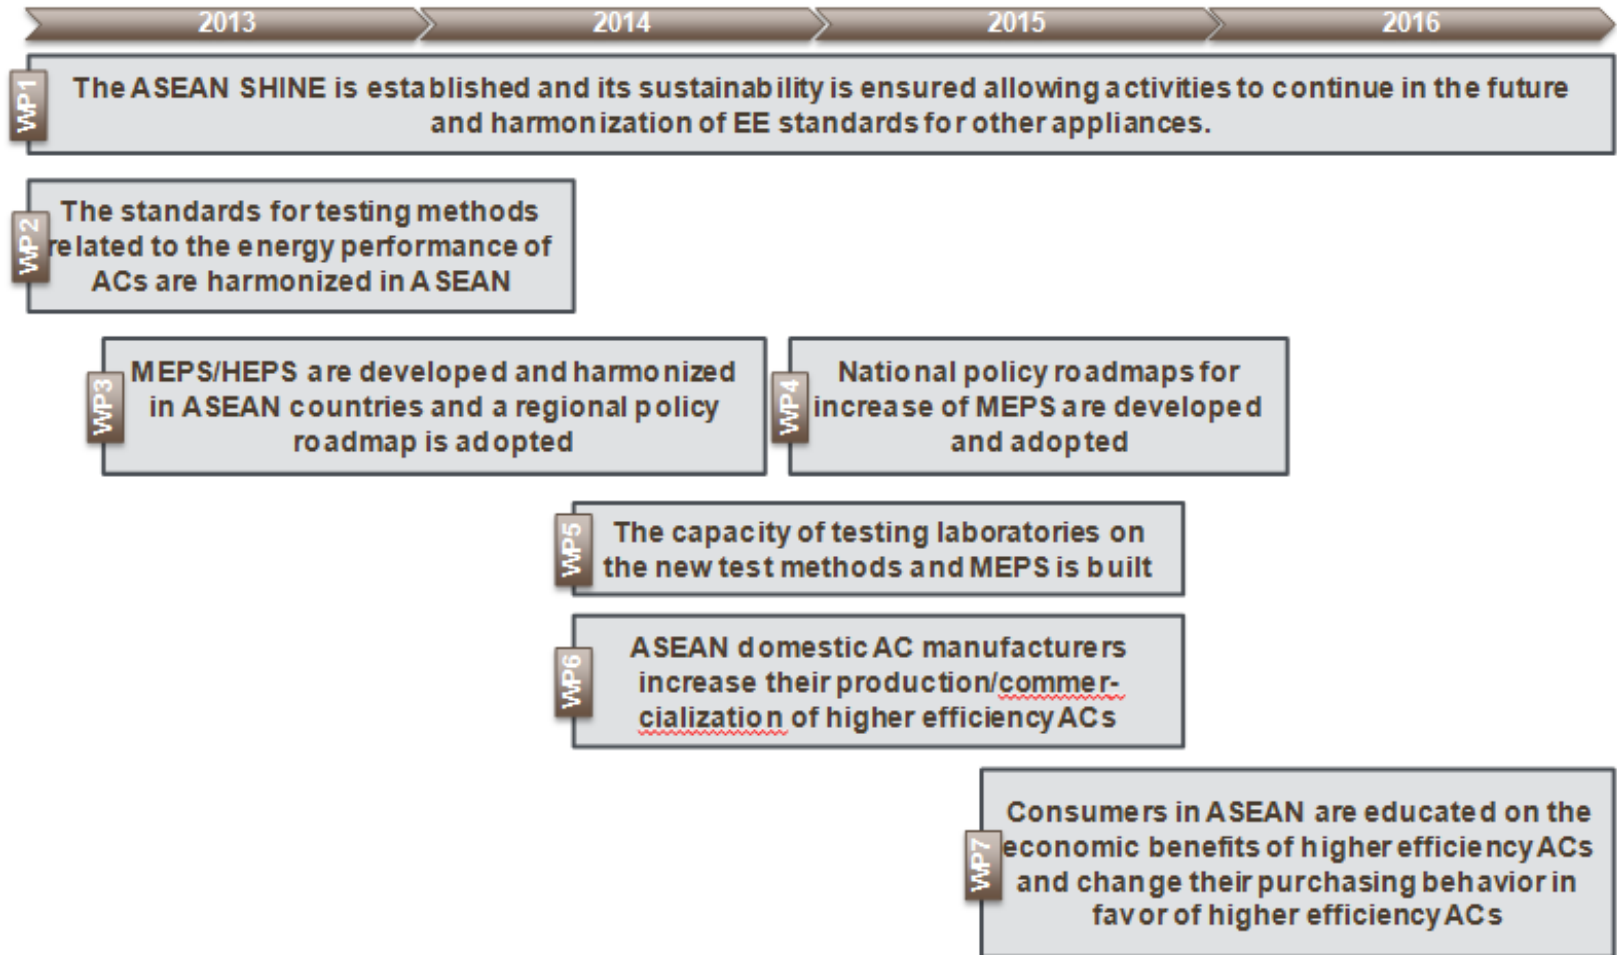 2013 2014 2015 2016
WP1
The ASEAN SHINE is established and its sustainability is ensured allowing activities to continue in the future
and harmonization of EE standards for other appliances.
WP2
The standards for testing methods
related to the energy performance of
ACs are harmonized in ASEAN
WP3
MEPS/HEPS are developed and harmonized
in ASEAN countries and a regional policy
roadmap is adopted
WP4
National policy roadmaps for
increase of MEPS are developed
and adopted
WP5
The capacity of testing laboratories on
the new test methods and MEPS is built
WP6
ASEAN domestic AC manufacturers
increase their production/commer-
cialization of higher efficiency ACs
WP7
Consumers in ASEAN are educated on the
economic benefits of higher efficiency ACs
and change their purchasing behavior in
favor of higher efficiency ACs